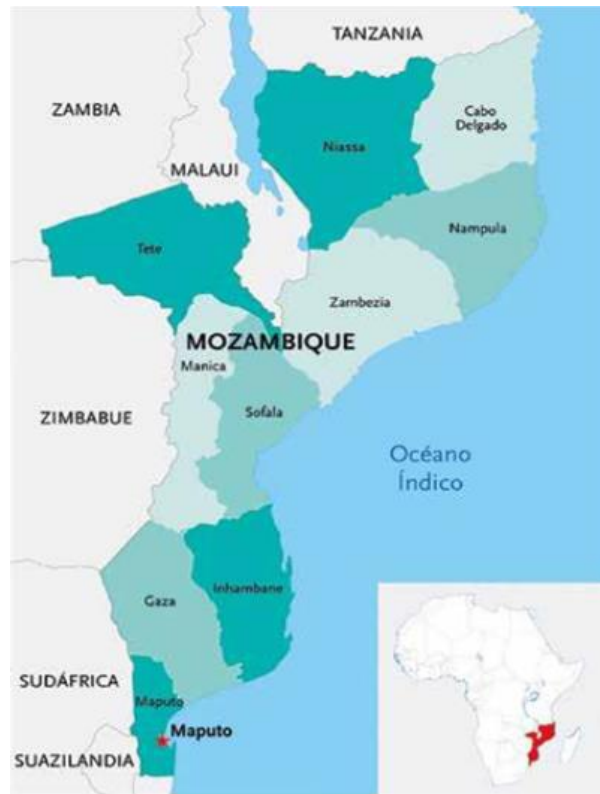 TANZANIA
ZAMBIA
Cabo
Delgado
Niassa
MALAUI
Nampula
Tete
Zambezia
MOZAMBIQUE
Manica
Sofala
ZIMBABUE
Océano
Índico
Inhambane
Gaza
SUDÁFRICA
Maputo
Maputo
SUAZILANDIA